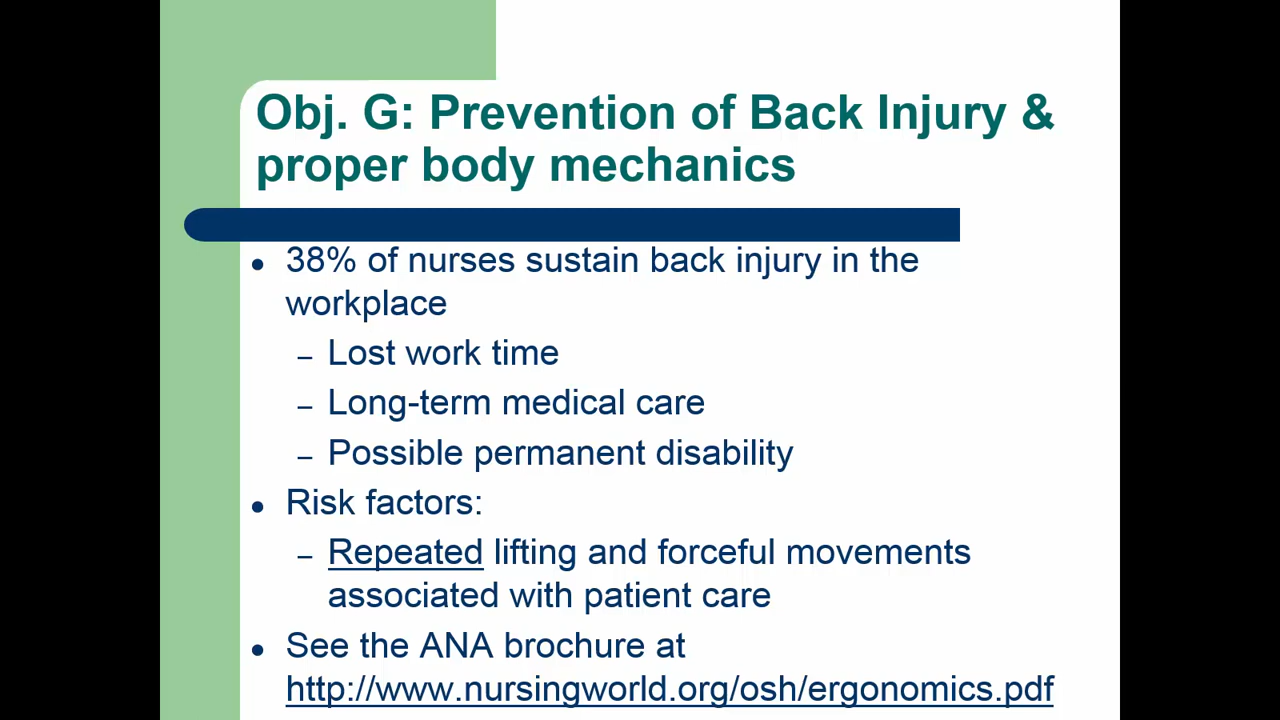 Obj. G: Prevention of Back Injury &
proper body mechanics
● 38% of nurses sustain back injury in the
workplace
– Lost work time
– Long-term medical care
– Possible permanent disability
● Risk factors:
– Repeated lifting and forceful movements
associated with patient care
● See the ANA brochure at
http://www.nursingworld.org/osh/ergonomics.pdf